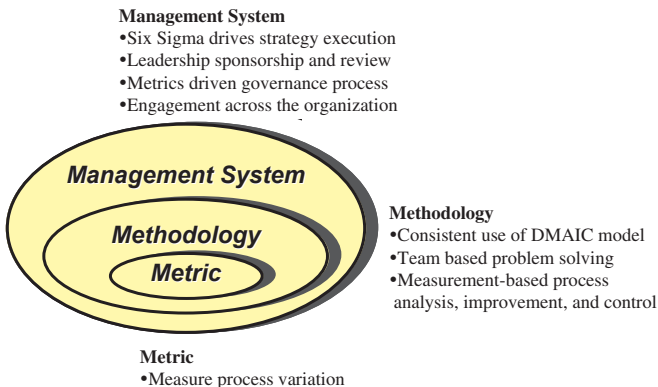 Management System
•Six Sigma drives strategy execution
•Leadership sponsorship and review
•Metrics driven governance process
•Engagement across the organization
Management System
Methodology
Metric
Methodology
•Consistent use of DMAIC model
•Team based problem solving
•Measurement-based process
analysis, improvement, and control
Metric
•Measure process variation